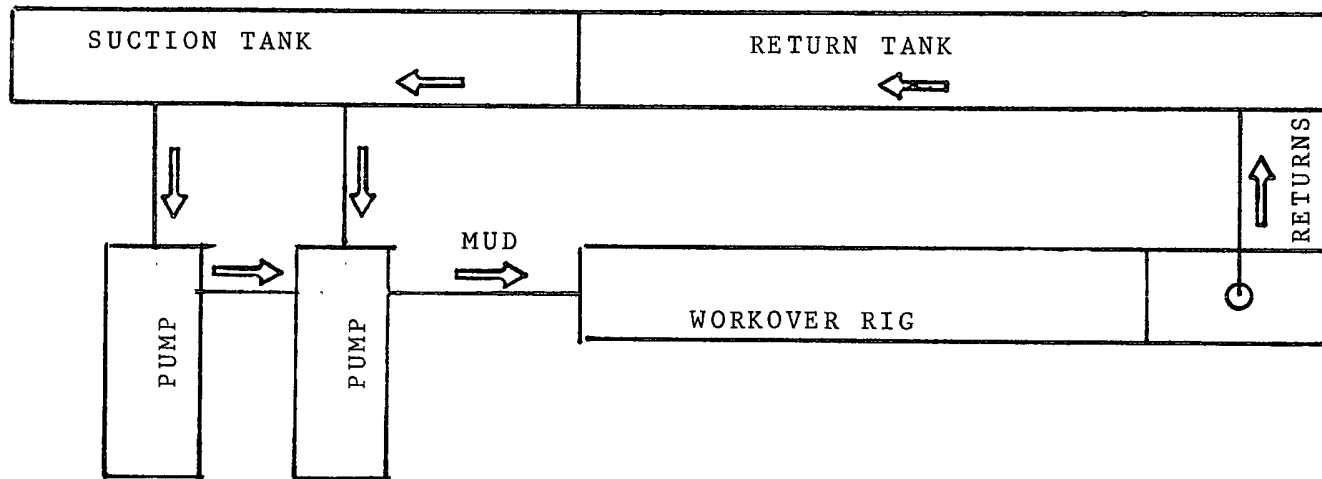 SUCTION TANK
RETURN TANK
RETURNS
MUD
PUMP
PUMP
WORKOVER RIG